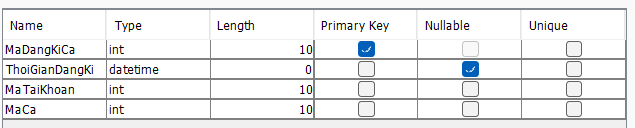 Name Type Length Primary Key Nullable Unique
MaDangKiCa int 10
ThoiGianDangKi datetime 0
MaTaiKhoan int 10
MaCa int 10